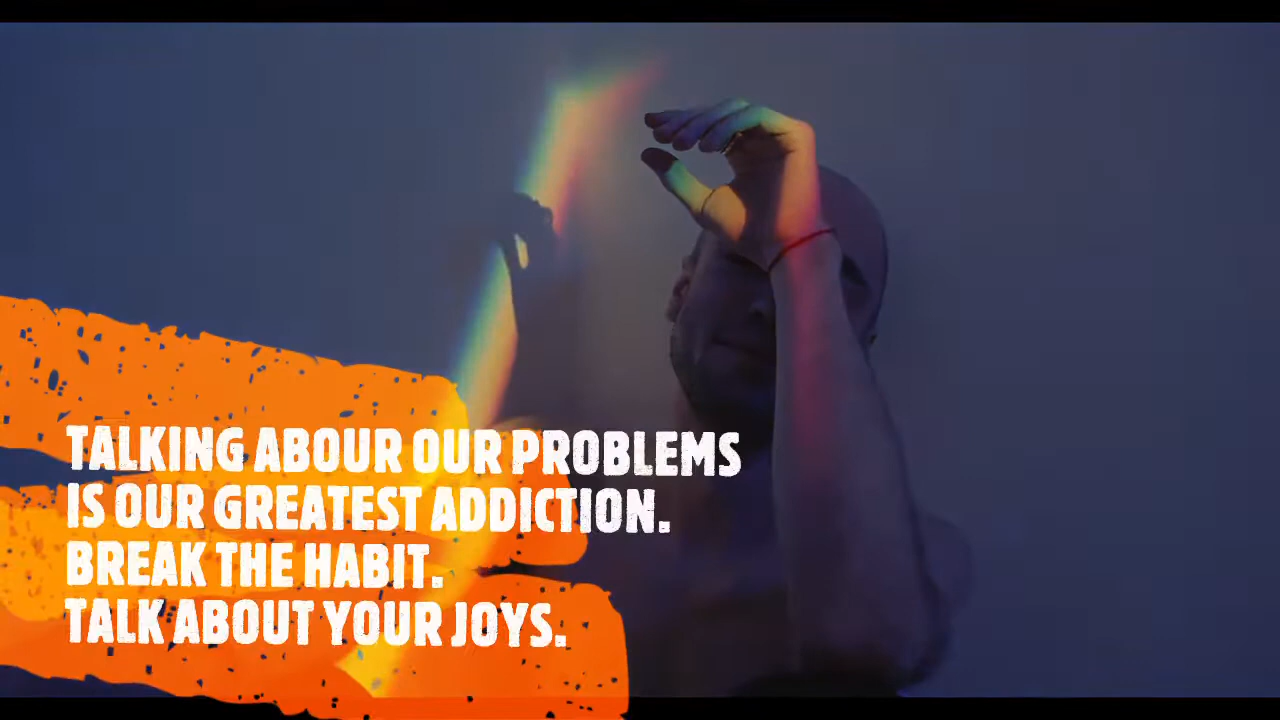 TALKING ABOUR OUR PROBLEMS
IS OUR GREATEST ADDICTION.
BREAK THE HABIT.
TALK ABOUT YOUR JOYS.